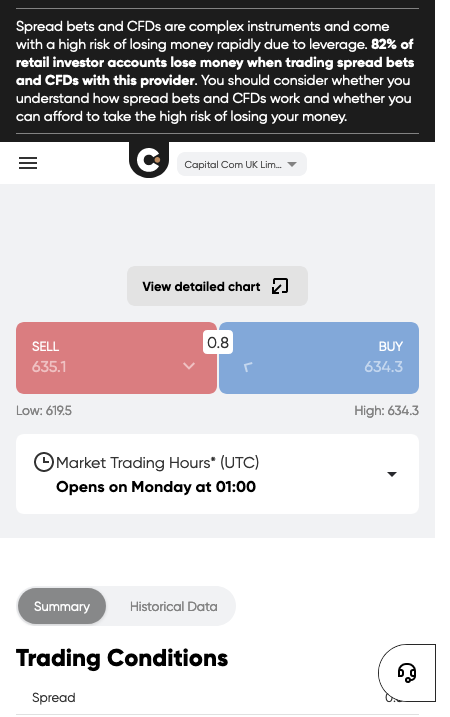 Spread bets and CFDs are complex instruments and come
with a high risk of losing money rapidly due to leverage. 82% of
retail investor accounts lose money when trading spread bets
and CFDs with this provider. You should consider whether you
understand how spread bets and CFDs work and whether you
can afford to take the high risk of losing your money.
Capital Com UK Lim...
View detailed chart
SELL
635.1
0.8
BUY
634.3
Low: 619.5
High: 634.3
Market Trading Hours* (UTC)
Opens on Monday at 01:00
Summary
Historical Data
Trading Conditions
Spread